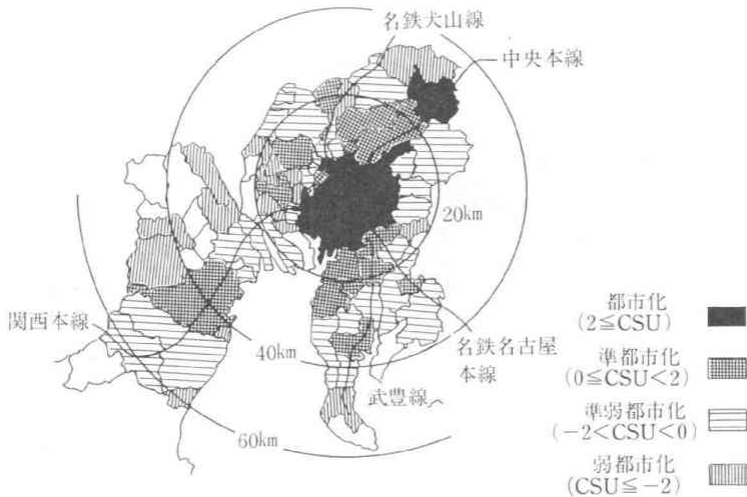 名鉄犬山線
中央本線
20km
関西本線
40km
名鉄名古屋
本線
武豊線
60km
都市化
(2≦CSU)
準都市化
(0≦CSU<2)
準弱都市化
(−2<CSU<0)
弱都市化
(CSU≦−2)